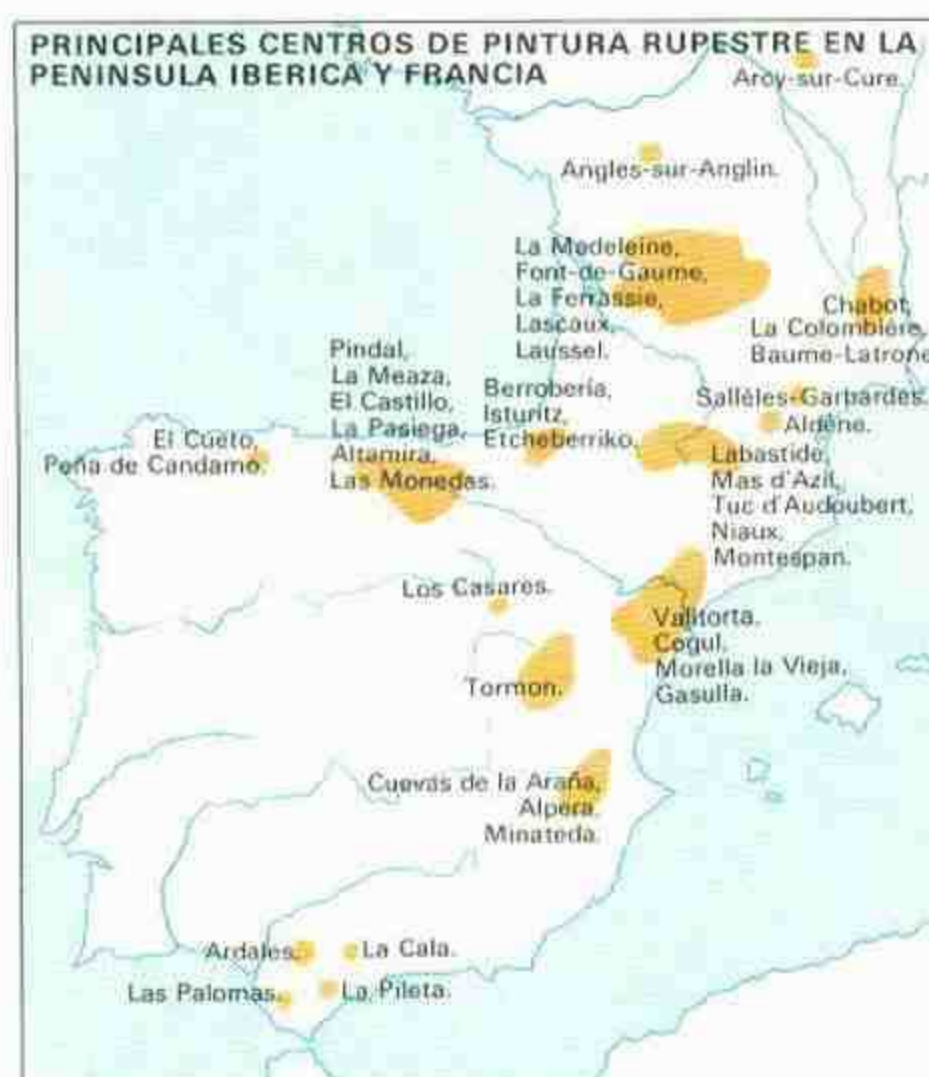 PRINCIPALES CENTROS DE PINTURA RUPESTRE EN LA
PENINSULA IBERICA Y FRANCIA
Arcy-sur-Cure.
Angles-sur-Anglin.
La Madeleine,
Font-de-Gaume,
La Ferrassie,
Lascaux,
Laussel.
Chabot,
La Colombière,
Baume-Latrone
Pindal,
La Meaza,
El Castillo,
La Pasiega,
Altamira,
Las Monedas.
Berrobería,
Isturitz,
Etcheberriko.
Sallèles-Garbardes.
Aldène.
El Cueto,
Peña de Candamo.
Labastide,
Mas d'Azil,
Tuc d'Audoubert,
Niaux,
Montespan.
Los Casares.
Valltorta,
Cogul,
Morella la Vieja,
Gasulla.
Tormon.
Cuevas de la Araña,
Alpera,
Minateda.
Ardales.
La Cala.
Las Palomas.
La Pileta.